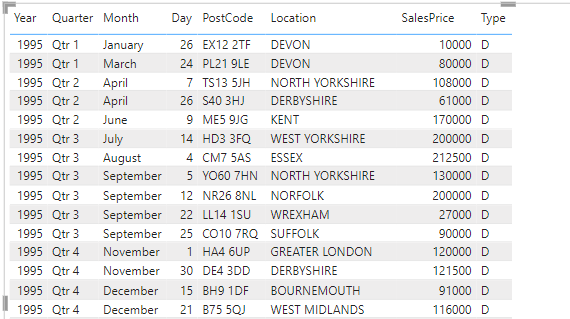 Year Quarter Month Day PostCode Location SalesPrice Type
1995 Qtr 1 January 26 EX12 2TF DEVON 10000 D
1995 Qtr 1 March 24 PL21 9LE DEVON 80000 D
1995 Qtr 2 April 7 TS13 5JH NORTH YORKSHIRE 108000 D
1995 Qtr 2 April 26 S40 3HJ DERBYSHIRE 61000 D
1995 Qtr 2 June 9 ME5 9JG KENT 170000 D
1995 Qtr 3 July 14 HD3 3FQ WEST YORKSHIRE 200000 D
1995 Qtr 3 August 4 CM7 5AS ESSEX 212500 D
1995 Qtr 3 September 5 YO60 7HN NORTH YORKSHIRE 130000 D
1995 Qtr 3 September 12 NR26 8NL NORFOLK 200000 D
1995 Qtr 3 September 22 LL14 1SU WREXHAM 27000 D
1995 Qtr 3 September 25 CO10 7RQ SUFFOLK 90000 D
1995 Qtr 4 November 1 HA4 6UP GREATER LONDON 120000 D
1995 Qtr 4 November 30 DE4 3DD DERBYSHIRE 121500 D
1995 Qtr 4 December 15 BH9 1DF BOURNEMOUTH 91000 D
1995 Qtr 4 December 21 B75 5QJ WEST MIDLANDS 116000 D